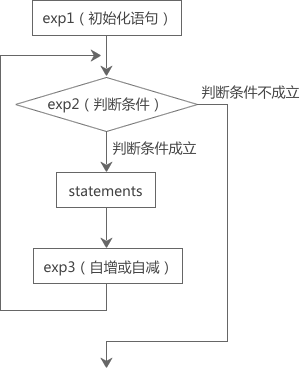 exp1（初始化语句）
exp2（判断条件）
判断条件不成立
判断条件成立
statements
exp3（自增或自减）